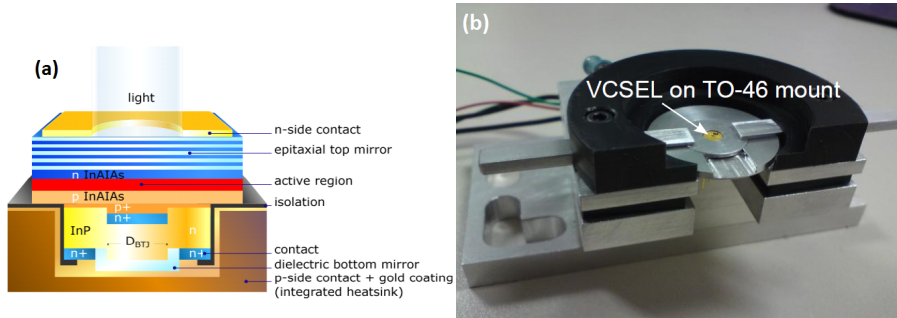 (a)
light
n-side contact
epitaxial top mirror
n InAlAs
active region
p InAlAs
isolation
p+
n+
InP
n
D_BTJ
n+
n+
contact
dielectric bottom mirror
p-side contact + gold coating
(integrated heatsink)
(b)
VCSEL on TO-46 mount